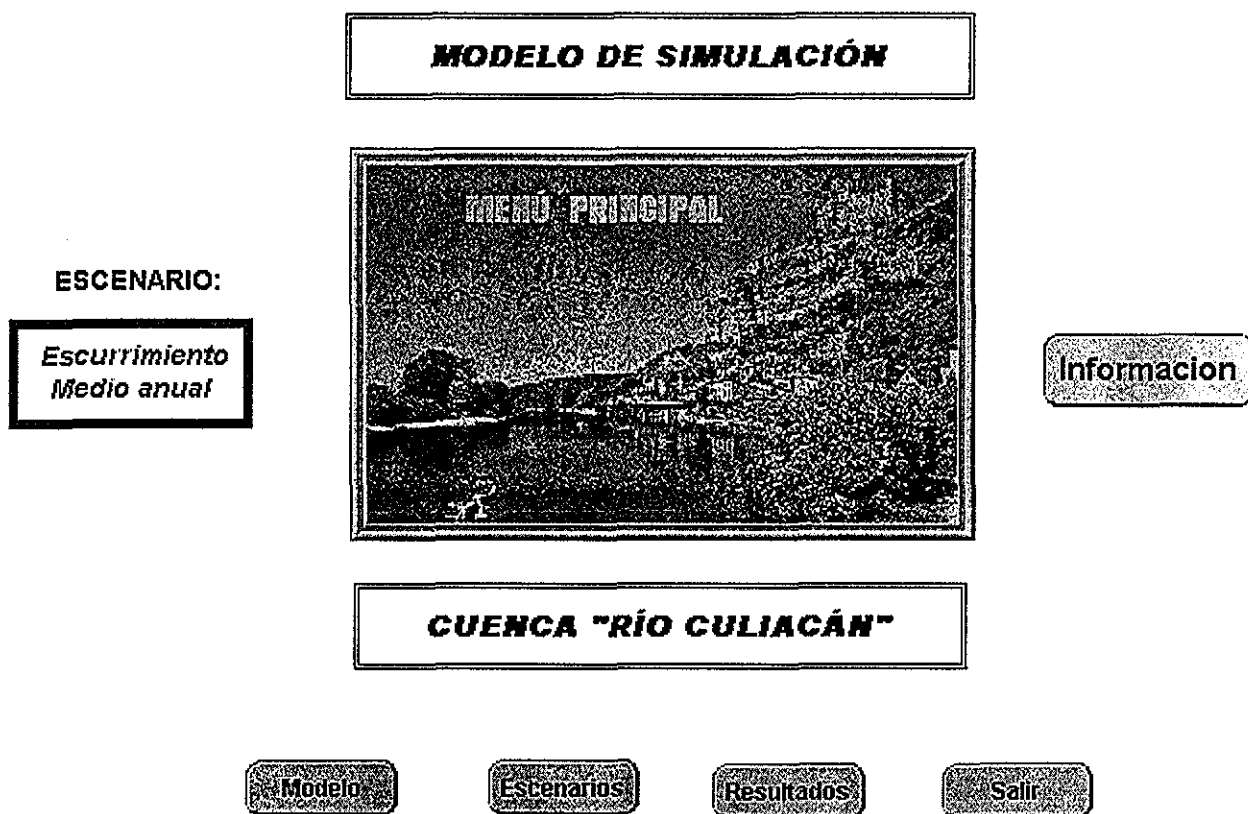 MODELO DE SIMULACIÓN
MENÚ PRINCIPAL
ESCENARIO:
Escurrimiento
Medio anual
Informacion
CUENCA "RÍO CULIACÁN"
Modelo
Escenarios
Resultados
Salir